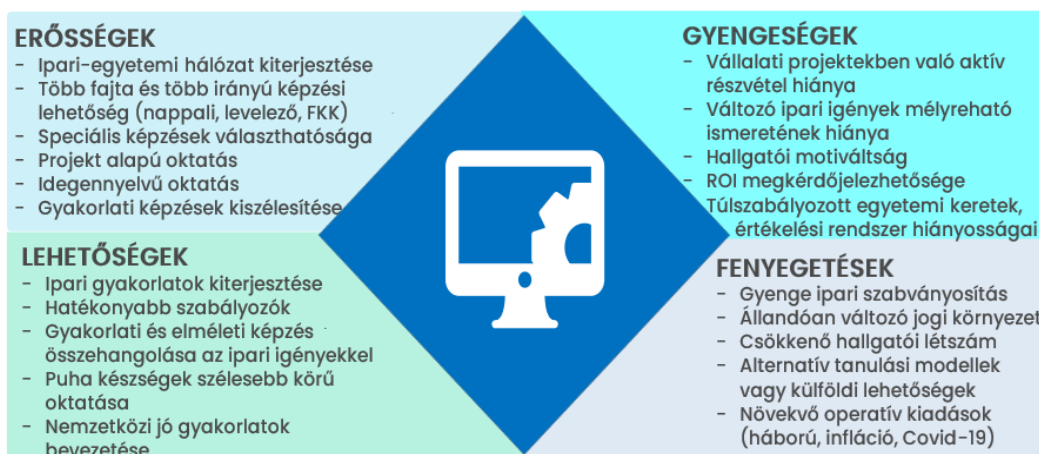 ERŐSSÉGEK
- Ipari-egyetemi hálózat kiterjesztése
- Több fajta és több irányú képzési
lehetőség (nappali, levelező, FKK)
- Speciális képzések választhatósága
- Projekt alapú oktatás
- Idegennyelvű oktatás
- Gyakorlati képzések kiszélesítése
GYENGESÉGEK
- Vállalati projektekben való aktív
részvétel hiánya
- Változó ipari igények mélyreható
ismeretének hiánya
- Hallgatói motiváltság
- ROI megkérdőjelezhetősége
Túlszabályozott egyetemi keretek,
értékelési rendszer hiányosságai
LEHETŐSÉGEK
- Ipari gyakorlatok kiterjesztése
- Hatékonyabb szabályozók
- Gyakorlati és elméleti képzés
összehangolása az ipari igényekkel
- Puha készségek szélesebb körű
oktatása
- Nemzetközi jó gyakorlatok
bevezetése
FENYEGETÉSEK
- Gyenge ipari szabványosítás
- Állandóan változó jogi környezet
- Csökkenő hallgatói létszám
- Alternatív tanulási modellek
vagy külföldi lehetőségek
- Növekvő operatív kiadások
(háború, infláció, Covid-19)